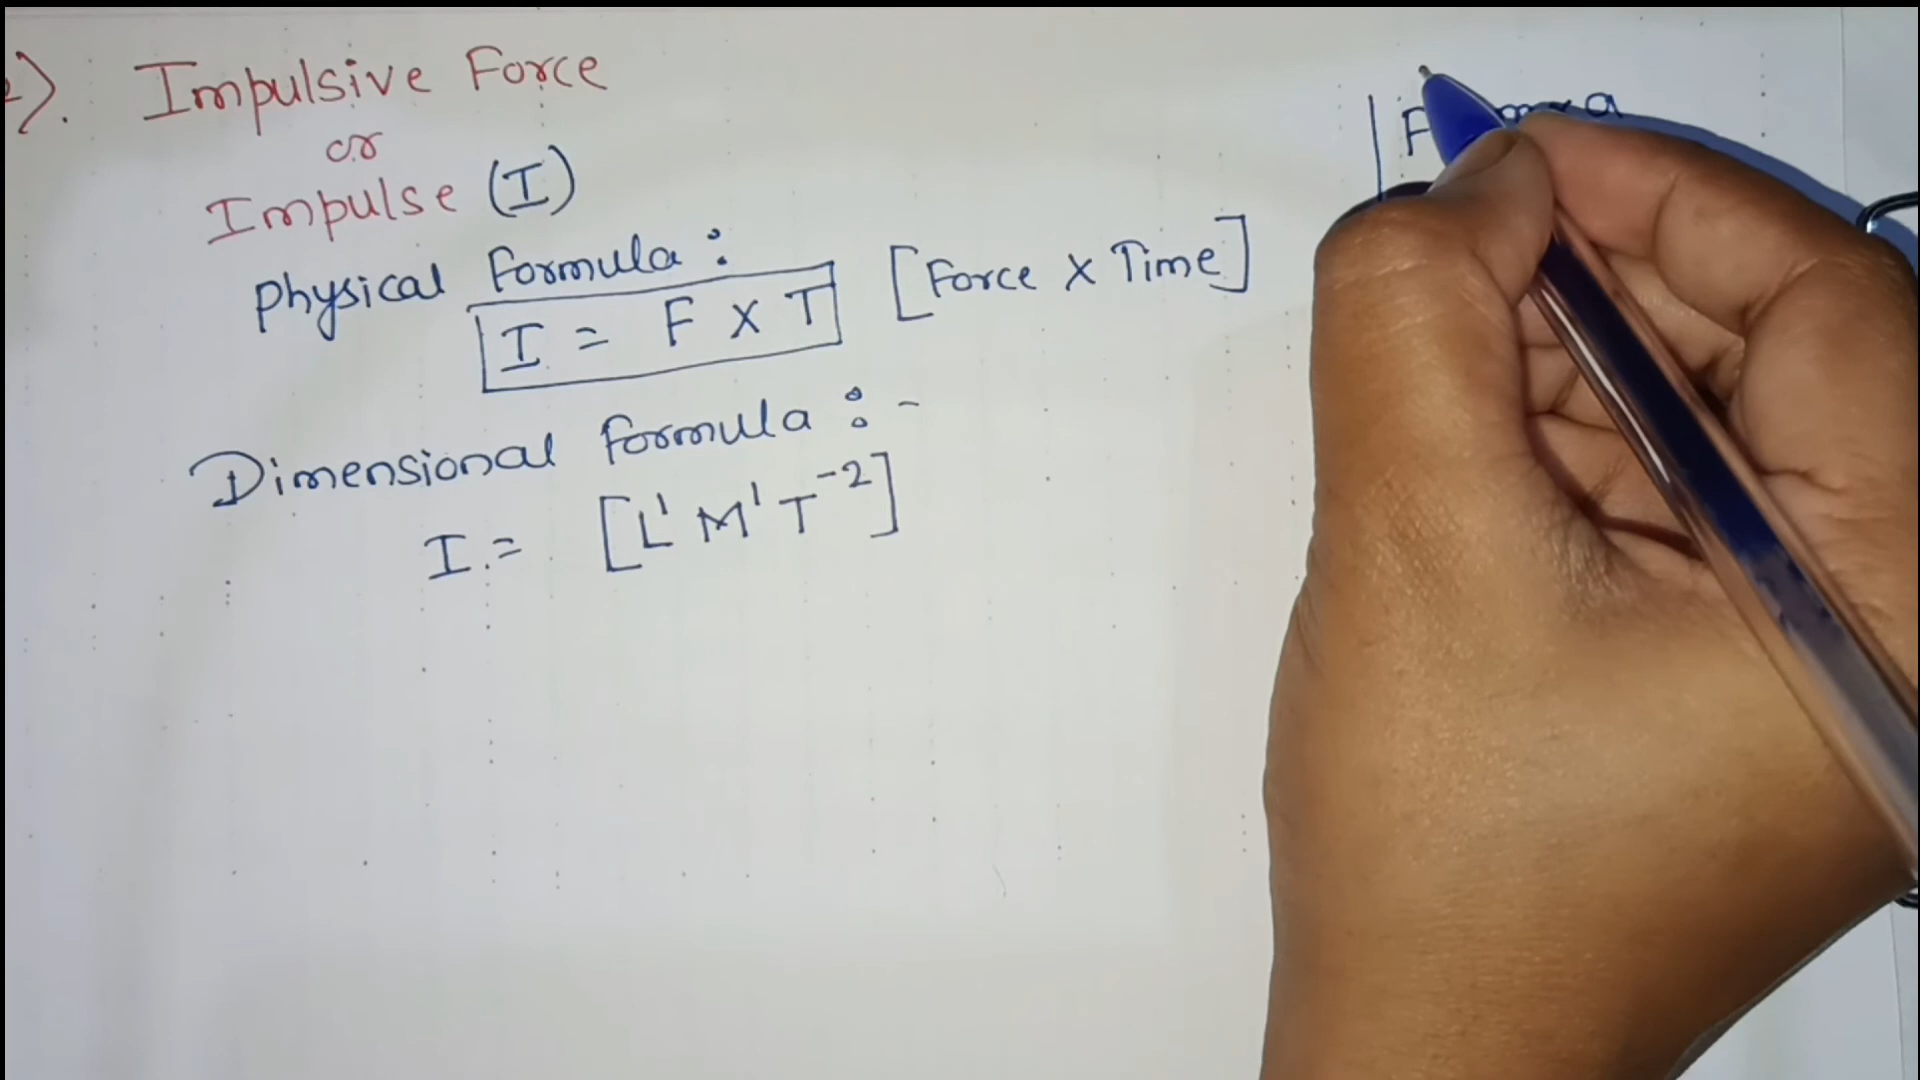 ). Impulsive Force
or
Impulse (I)
Physical Formula :
I = F X T [Force X Time]
Dimensional Formula : -
I = [L¹ M¹ T⁻²]